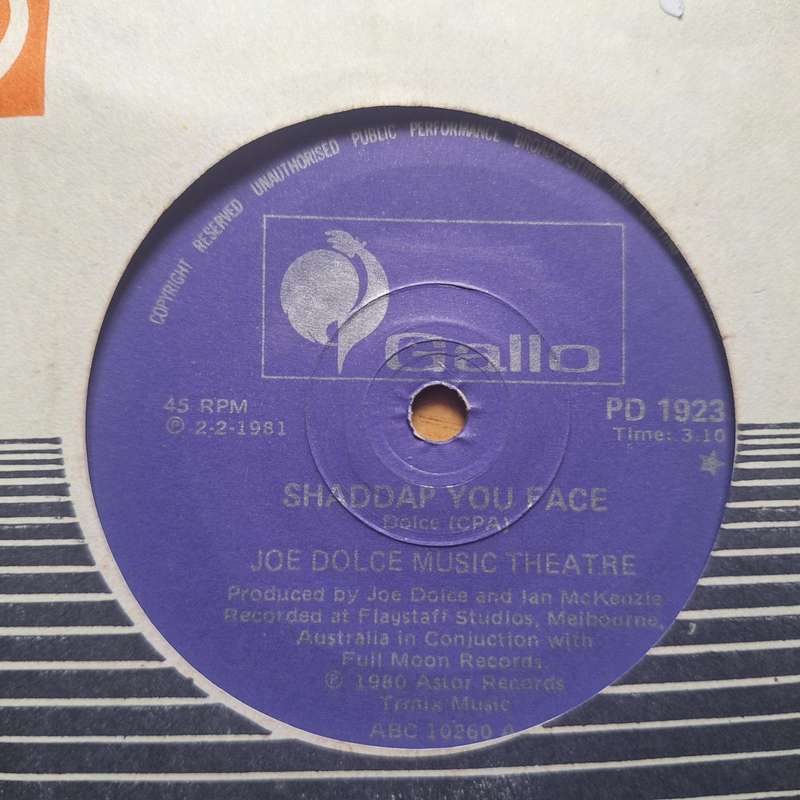 COPYRIGHT RESERVED UNAUTHORISED PUBLIC PERFORMANCE BROADCASTING
Gallo
45 RPM
℗ 2-2-1981
PD 1923
Time: 3.10
SHADDAP YOU FACE
Dolce (CPA)
JOE DOLCE MUSIC THEATRE
Produced by Joe Dolce and Ian McKenzie
Recorded at Flagstaff Studios, Melbourne,
Australia in Conjuction with
Full Moon Records.
℗ 1980 Astor Records
Music
ABC 10260 A